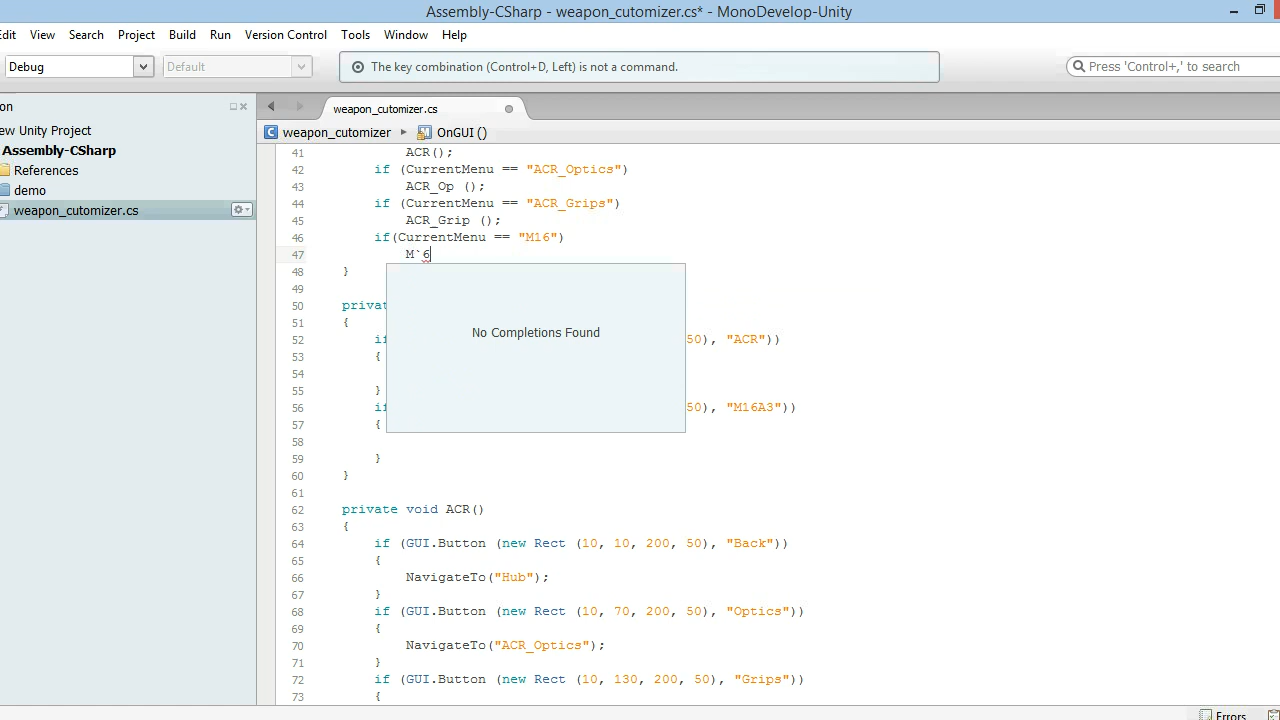 Assembly-CSharp - weapon_cutomizer.cs* - MonoDevelop-Unity
Edit View Search Project Build Run Version Control Tools Window Help
Debug Default The key combination (Control+D, Left) is not a command. Press 'Control+,' to search
on weapon_cutomizer.cs
ew Unity Project weapon_cutomizer OnGUI ()
Assembly-CSharp
References
demo
weapon_cutomizer.cs
41 ACR();
42 if (CurrentMenu == "ACR_Optics")
43 ACR_Op ();
44 if (CurrentMenu == "ACR_Grips")
45 ACR_Grip ();
46 if(CurrentMenu == "M16")
47 M`6
48 }
No Completions Found
49
50 privat
51 {
52 if 50), "ACR"))
53 {
54
55 }
56 if 50), "M16A3"))
57 {
58
59 }
60 }
61
62 private void ACR()
63 {
64 if (GUI.Button (new Rect (10, 10, 200, 50), "Back"))
65 {
66 NavigateTo("Hub");
67 }
68 if (GUI.Button (new Rect (10, 70, 200, 50), "Optics"))
69 {
70 NavigateTo("ACR_Optics");
71 }
72 if (GUI.Button (new Rect (10, 130, 200, 50), "Grips"))
73 {
Errors